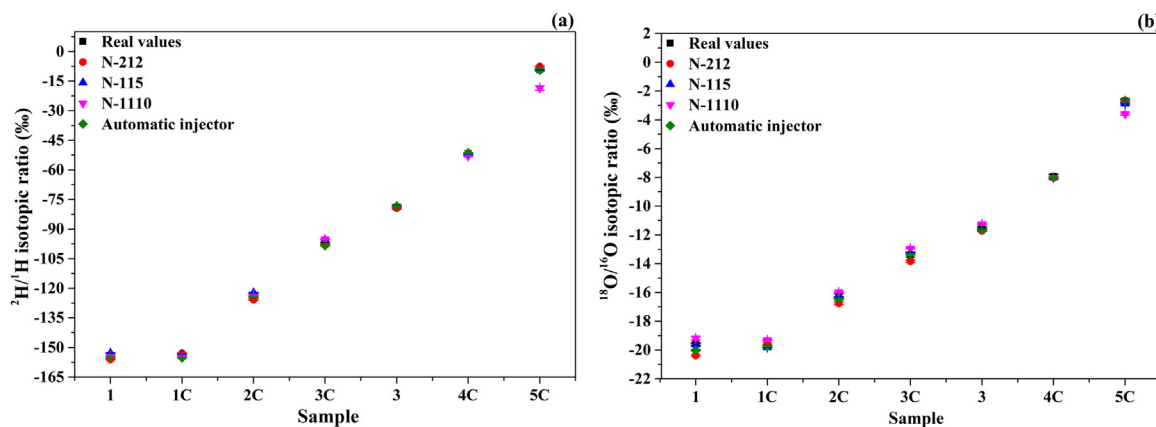 (a)
Real values
N-212
N-115
N-1110
Automatic injector
²H/¹H isotopic ratio (‰)
0
-15
-30
-45
-60
-75
-90
-105
-120
-135
-150
-165
1 1C 2C 3C 3 4C 5C
Sample
(b)
Real values
N-212
N-115
N-1110
Automatic injector
¹⁸O/¹⁶O isotopic ratio (‰)
2
0
-2
-4
-6
-8
-10
-12
-14
-16
-18
-20
-22
1 1C 2C 3C 3 4C 5C
Sample